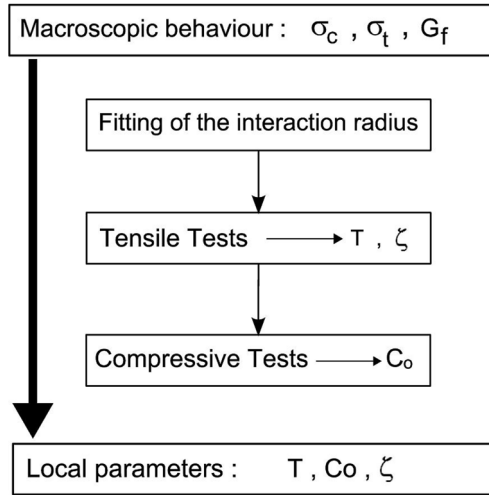 Macroscopic behaviour : σc , σt , Gf
Fitting of the interaction radius
Tensile Tests T , ζ
Compressive Tests Co
Local parameters : T , Co , ζ